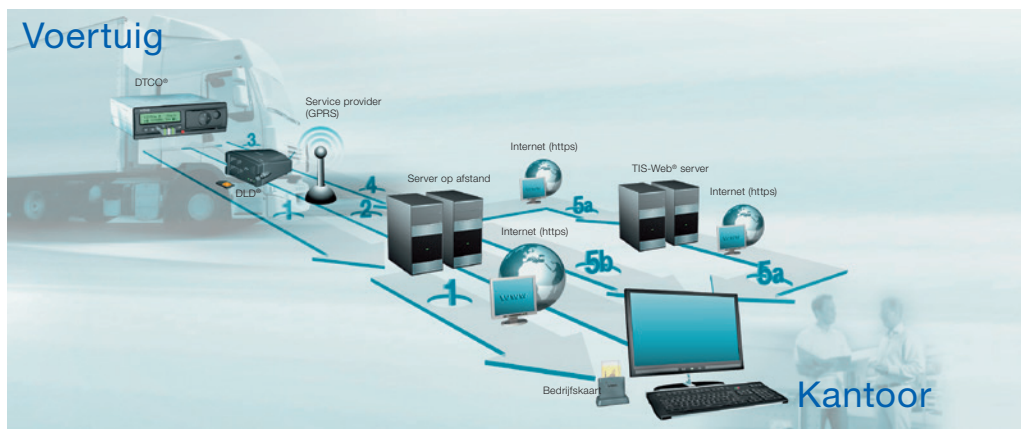 Voertuig
DTCO®
Service provider
(GPRS)
3
Internet (https)
DLD®
4
Server op afstand
TIS-Web® server
1
2
5a
Internet (https)
Internet (https)
5b
5a
1
WWW
Bedrijfskaart
Kantoor